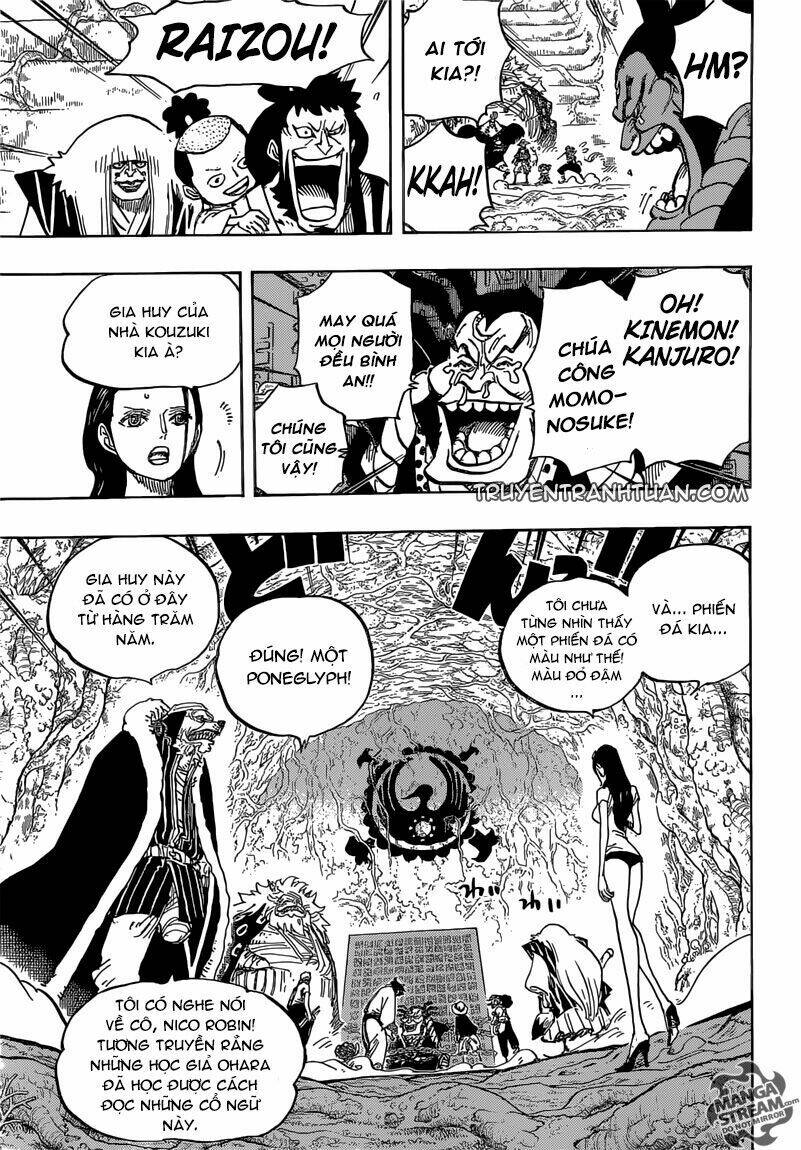 HM?
AI TỚI
KIA?!
KKAH!
RAIZOU!
OH!
KINEMON!
KANJURO!
CHÚA
CÔNG
MOMO-
NOSUKE!
MAY QUÁ
MỌI NGƯỜI
ĐỀU BÌNH
AN!!
CHÚNG
TÔI CŨNG
VẬY!
GIA HUY CỦA
NHÀ KOUZUKI
KIA À?
TRUYENTRANHTUAN.COM
VÀ... PHIẾN
ĐÁ KIA...
TÔI CHƯA
TỪNG NHÌN THẤY
MỘT PHIẾN ĐÁ CÓ
MÀU NHƯ THẾ!
MÀU ĐỎ ĐẬM
...
ĐÚNG! MỘT
PONEGLYPH!
GIA HUY NÀY
ĐÃ CÓ Ở ĐÂY
TỪ HÀNG TRĂM
NĂM.
TÔI CÓ NGHE NÓI
VỀ CÔ, NICO ROBIN!
TƯƠNG TRUYỀN RẰNG
NHỮNG HỌC GIẢ OHARA
ĐÃ HỌC ĐƯỢC CÁCH
ĐỌC NHỮNG CỔ NGỮ
NÀY.
MANGA
STREAM.com
DO NOT MIRROR!